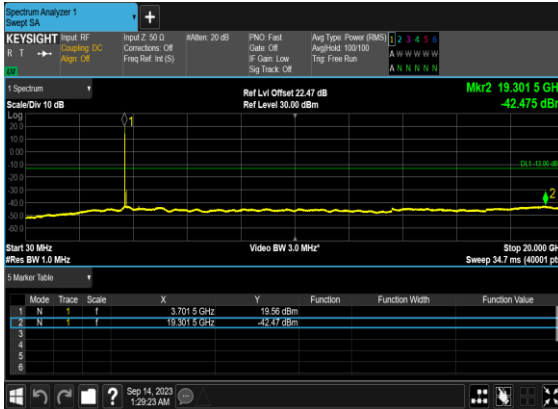 Spectrum Analyzer 1
Swept SA
+
KEYSIGHT Input: RF Input Z: 50 Ω #Atten: 20 dB PNO: Fast Avg Type: Power (RMS) 1 2 3 4 5 6
R T Coupling: DC Corrections: Off Gate: Off Avg|Hold: 100/100 A W W W W W
Align: Off Freq Ref: Int (S) IF Gain: Low Trig: Free Run
Sig Track: Off A N N N N N
1 Spectrum Ref Lvl Offset 22.47 dB Mkr2 19.301 5 GH
Scale/Div 10 dB Ref Level 30.00 dBm -42.475 dBr
Log
20.0
10.0
0.00
-10.0
-20.0
-30.0
-40.0
-50.0
-60.0
1
DL1 -13.00 dB
2
Start 30 MHz Video BW 3.0 MHz* Stop 20.000 GH
#Res BW 1.0 MHz Sweep 34.7 ms (40001 pt
5 Marker Table
Mode Trace Scale X Y Function Function Width Function Value
1 N 1 f 3.701 5 GHz 19.56 dBm
2 N 1 f 19.301 5 GHz -42.47 dBm
3
4
5
6
? Sep 14, 2023
1:29:23 AM